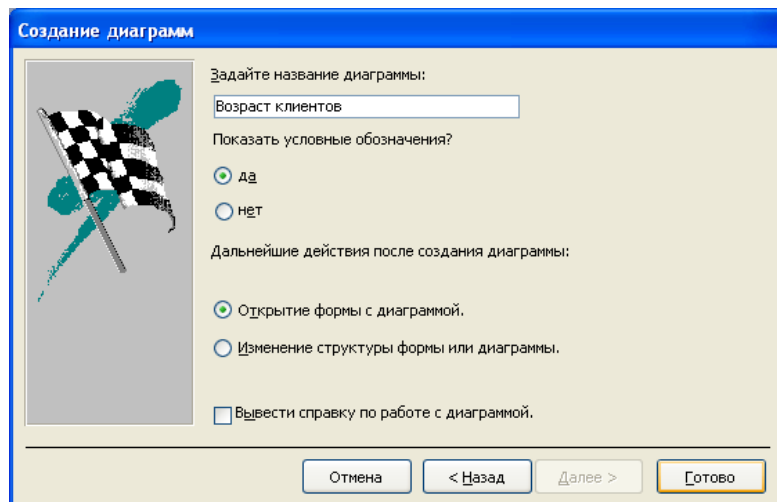 Создание диаграмм
Задайте название диаграммы:
Возраст клиентов
Показать условные обозначения?
да
нет
Дальнейшие действия после создания диаграммы:
Открытие формы с диаграммой.
Изменение структуры формы или диаграммы.
Вывести справку по работе с диаграммой.
Отмена < Назад Далее > Готово